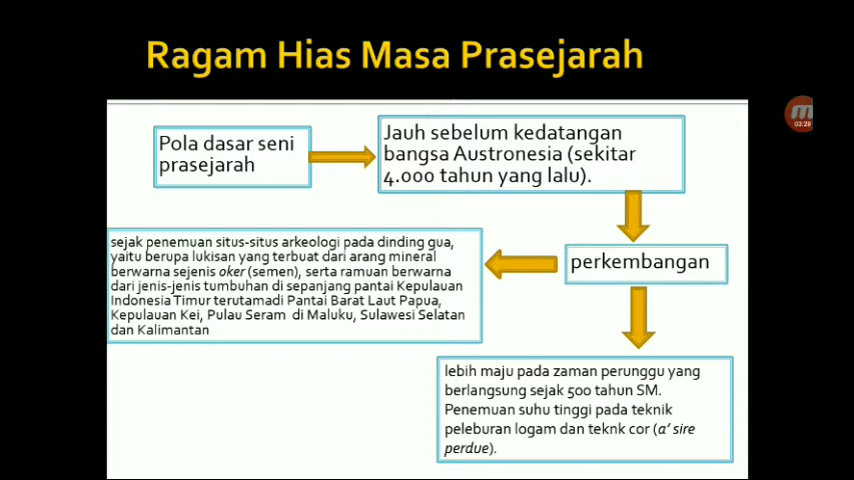 Ragam Hias Masa Prasejarah
03:28
Pola dasar seni
prasejarah
Jauh sebelum kedatangan
bangsa Austronesia (sekitar
4.000 tahun yang lalu).
perkembangan
sejak penemuan situs-situs arkeologi pada dinding gua,
yaitu berupa lukisan yang terbuat dari arang mineral
berwarna sejenis oker (semen), serta ramuan berwarna
dari jenis-jenis tumbuhan di sepanjang pantai Kepulauan
Indonesia Timur terutamadi Pantai Barat Laut Papua,
Kepulauan Kei, Pulau Seram di Maluku, Sulawesi Selatan
dan Kalimantan
lebih maju pada zaman perunggu yang
berlangsung sejak 500 tahun SM.
Penemuan suhu tinggi pada teknik
peleburan logam dan teknk cor (a' sire
perdue).